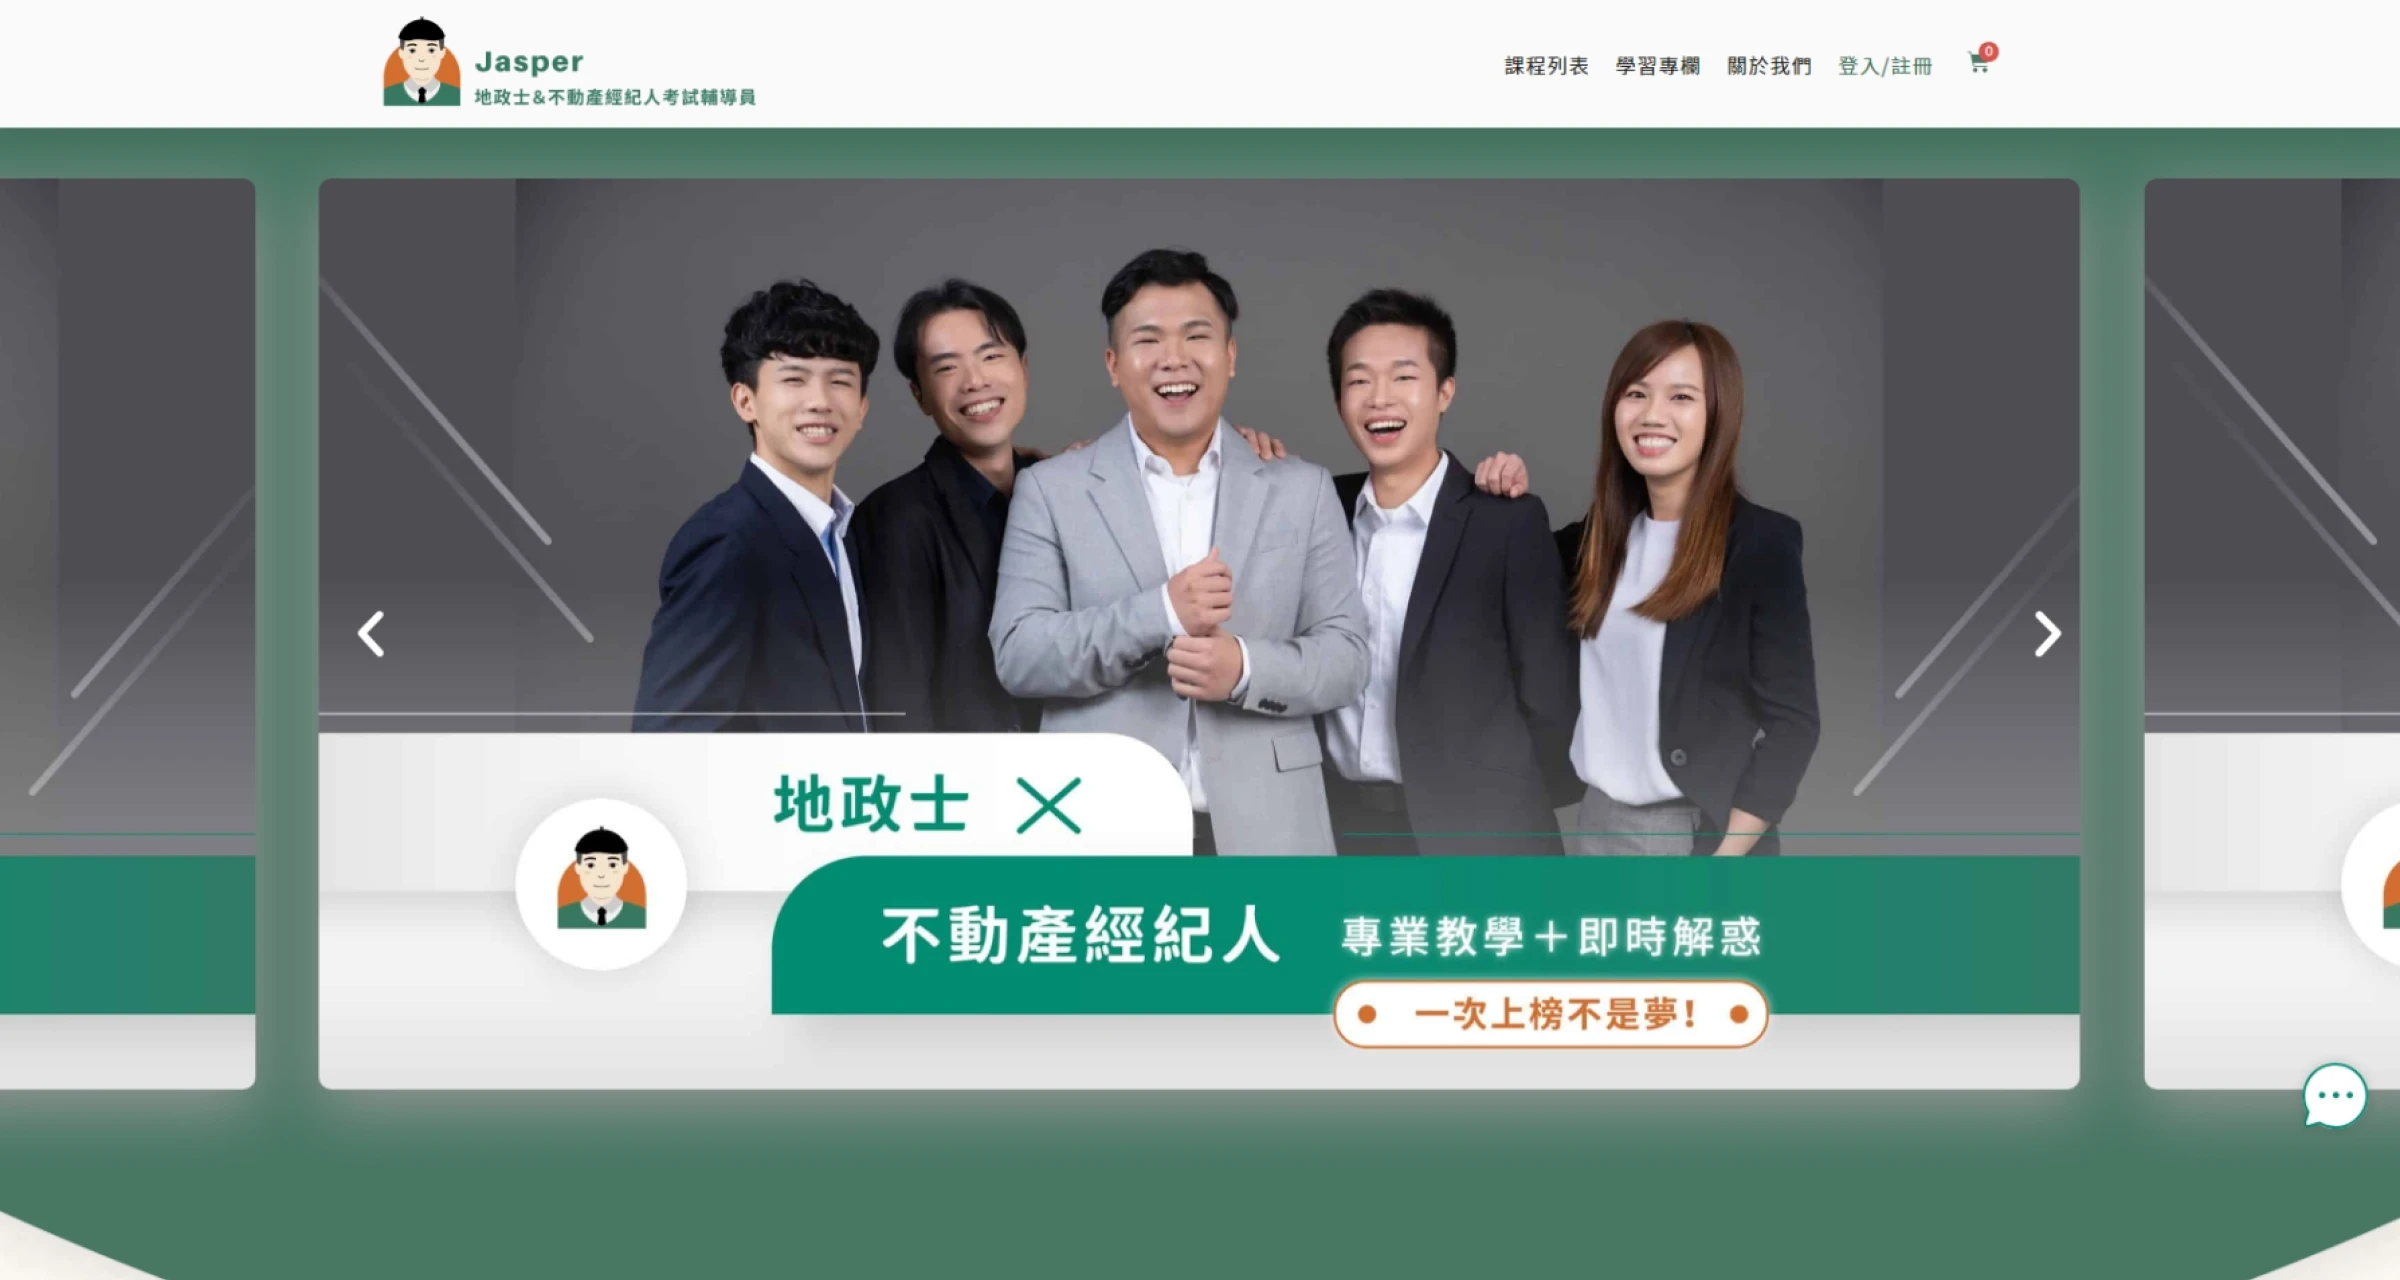 Jasper
地政士&不動產經紀人考試輔導員
課程列表 學習專欄 關於我們 登入/註冊 0
地政士 ×
不動產經紀人 專業教學＋即時解惑
一次上榜不是夢！